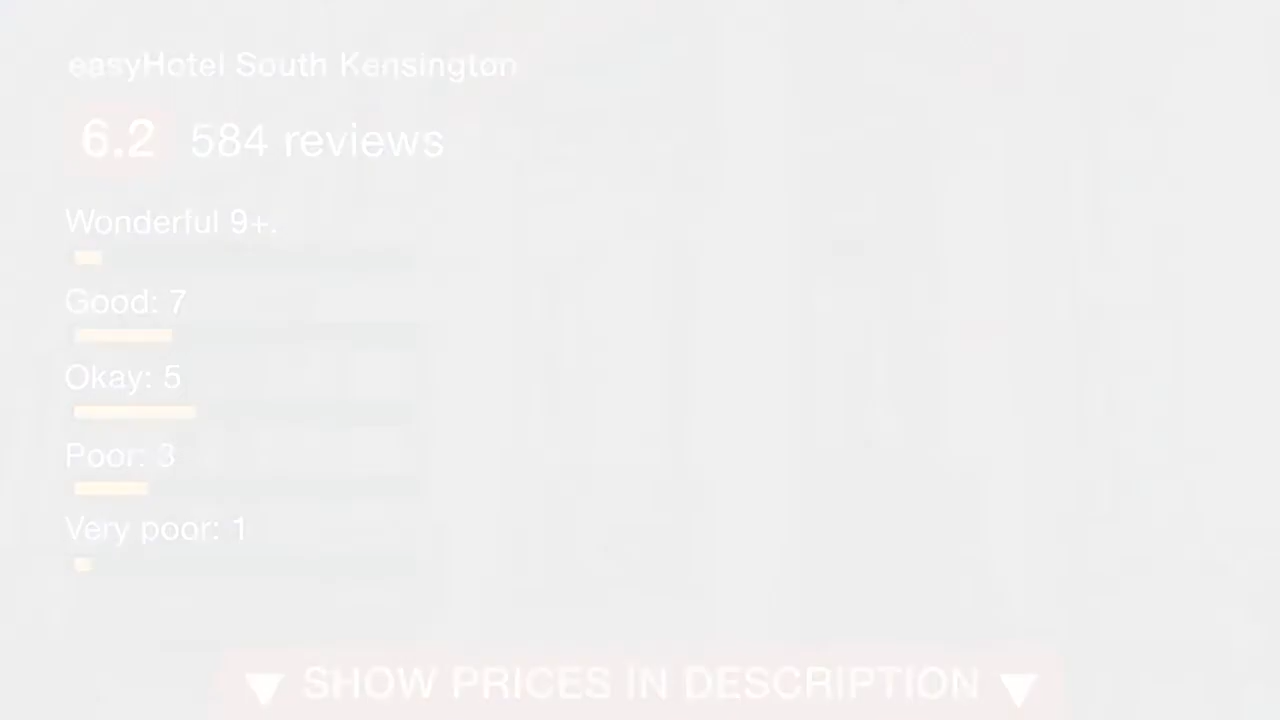 easyHotel South Kensington
6.2 584 reviews
Wonderful 9+.
Good: 7
Okay: 5
Poor: 3
Very poor: 1
▼ SHOW PRICES IN DESCRIPTION ▼